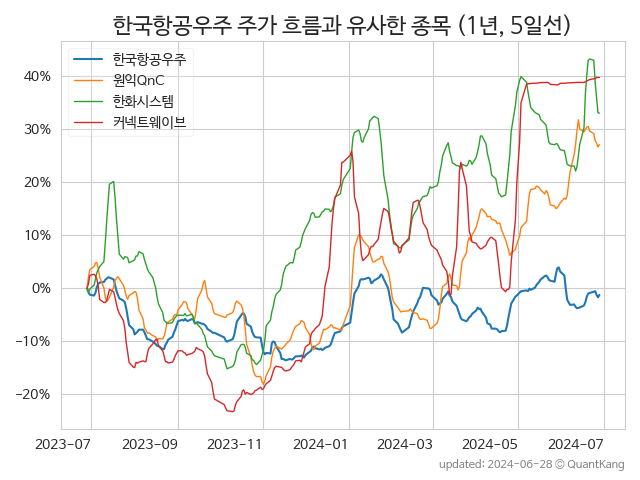 한국항공우주 주가 흐름과 유사한 종목 (1년, 5일선)
한국항공우주
원익QnC
한화시스템
커넥트웨이브
40%
30%
20%
10%
0%
−10%
−20%
2023-07 2023-09 2023-11 2024-01 2024-03 2024-05 2024-07
updated: 2024-06-28 © QuantKang